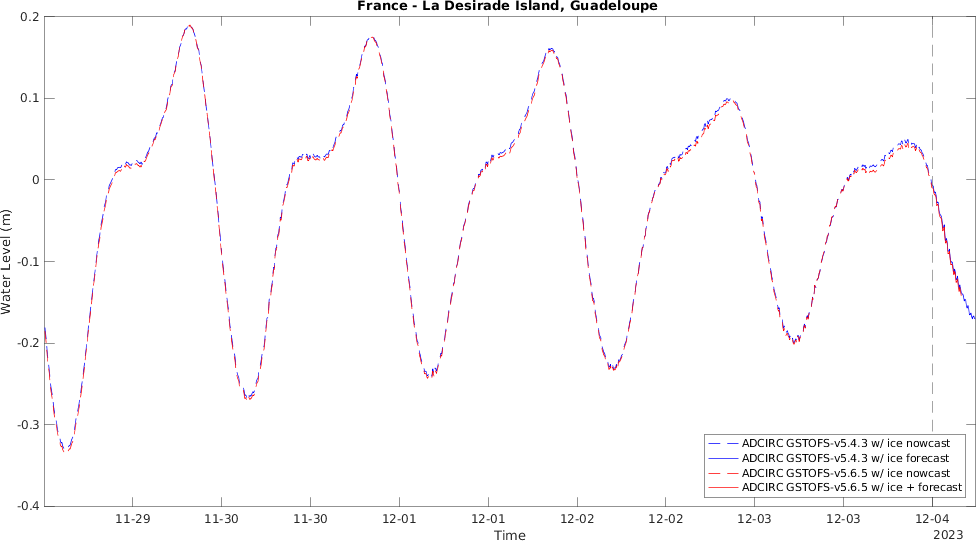 France - La Desirade Island, Guadeloupe
0.2
0.1
0
-0.1
-0.2
-0.3
-0.4
Water Level (m)
ADCIRC GSTOFS-v5.4.3 w/ ice nowcast
ADCIRC GSTOFS-v5.4.3 w/ ice forecast
ADCIRC GSTOFS-v5.6.5 w/ ice nowcast
ADCIRC GSTOFS-v5.6.5 w/ ice + forecast
11-29 11-30 11-30 12-01 12-01 12-02 12-02 12-03 12-03 12-04
Time 2023